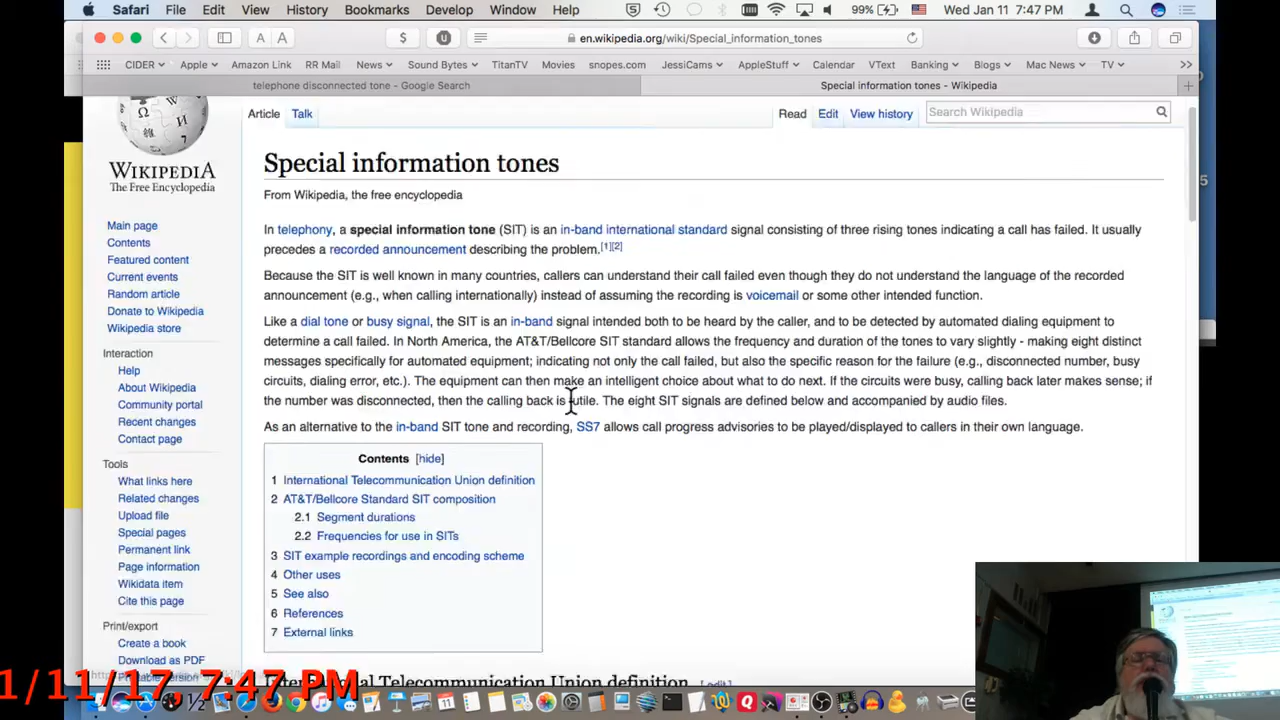 Safari File Edit View History Bookmarks Develop Window Help 99% Wed Jan 11 7:47 PM
A A $ U en.wikipedia.org/wiki/Special_information_tones
CIDER Apple Amazon Link RR Mail News Sound Bytes TitanTV Movies snopes.com JessiCams AppleStuff Calendar VText Banking Blogs Mac News TV >>
telephone disconnected tone - Google Search Special information tones - Wikipedia +
Article Talk Read Edit View history Search Wikipedia
WIKIPEDIA
The Free Encyclopedia
Main page
Contents
Featured content
Current events
Random article
Donate to Wikipedia
Wikipedia store
Interaction
Help
About Wikipedia
Community portal
Recent changes
Contact page
Tools
What links here
Related changes
Upload file
Special pages
Permanent link
Page information
Wikidata item
Cite this page
Print/export
Create a book
Download as PDF
Special information tones
From Wikipedia, the free encyclopedia
In telephony, a special information tone (SIT) is an in-band international standard signal consisting of three rising tones indicating a call has failed. It usually
precedes a recorded announcement describing the problem.[1][2]
Because the SIT is well known in many countries, callers can understand their call failed even though they do not understand the language of the recorded
announcement (e.g., when calling internationally) instead of assuming the recording is voicemail or some other intended function.
Like a dial tone or busy signal, the SIT is an in-band signal intended both to be heard by the caller, and to be detected by automated dialing equipment to
determine a call failed. In North America, the AT&T/Bellcore SIT standard allows the frequency and duration of the tones to vary slightly - making eight distinct
messages specifically for automated equipment; indicating not only the call failed, but also the specific reason for the failure (e.g., disconnected number, busy
circuits, dialing error, etc.). The equipment can then make an intelligent choice about what to do next. If the circuits were busy, calling back later makes sense; if
the number was disconnected, then the calling back is futile. The eight SIT signals are defined below and accompanied by audio files.
As an alternative to the in-band SIT tone and recording, SS7 allows call progress advisories to be played/displayed to callers in their own language.
Contents [hide]
1 International Telecommunication Union definition
2 AT&T/Bellcore Standard SIT composition
2.1 Segment durations
2.2 Frequencies for use in SITs
3 SIT example recordings and encoding scheme
4 Other uses
5 See also
6 References
7 External links
International Telecommunication Union definition [edit]
1/11/17 7:47 PM